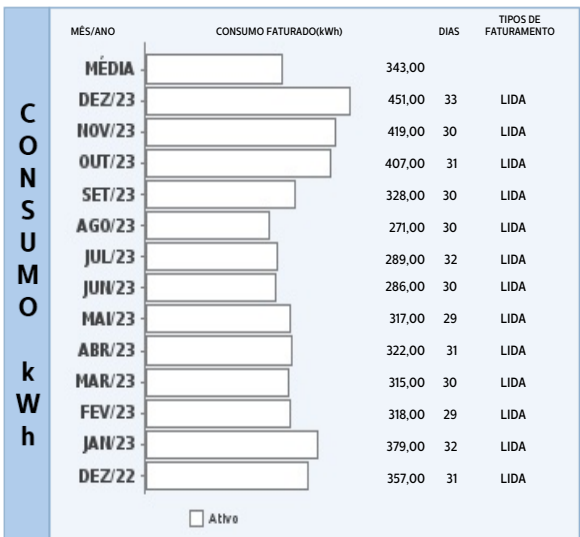 MÊS/ANO CONSUMO FATURADO(kWh) DIAS TIPOS DE FATURAMENTO
CONSUMO kWh
MÉDIA 343,00
DEZ/23 451,00 33 LIDA
NOV/23 419,00 30 LIDA
OUT/23 407,00 31 LIDA
SET/23 328,00 30 LIDA
AGO/23 271,00 30 LIDA
JUL/23 289,00 32 LIDA
JUN/23 286,00 30 LIDA
MAI/23 317,00 29 LIDA
ABR/23 322,00 31 LIDA
MAR/23 315,00 30 LIDA
FEV/23 318,00 29 LIDA
JAN/23 379,00 32 LIDA
DEZ/22 357,00 31 LIDA
Ativo